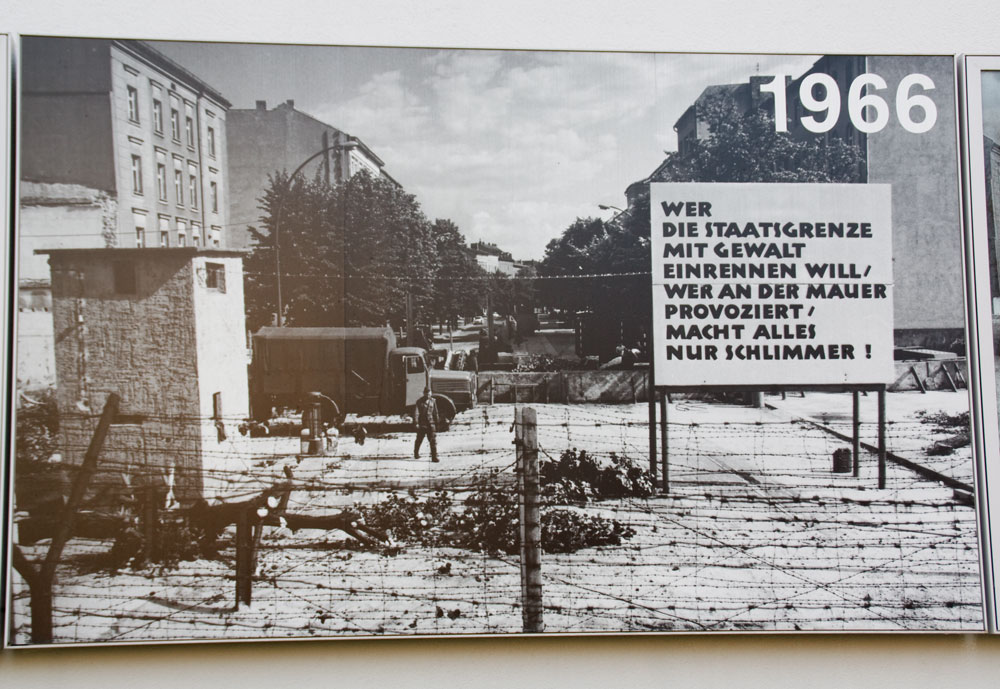 1966
WER
DIE STAATSGRENZE
MIT GEWALT
EINRENNEN WILL/
WER AN DER MAUER
PROVOZIERT/
MACHT ALLES
NUR SCHLIMMER !